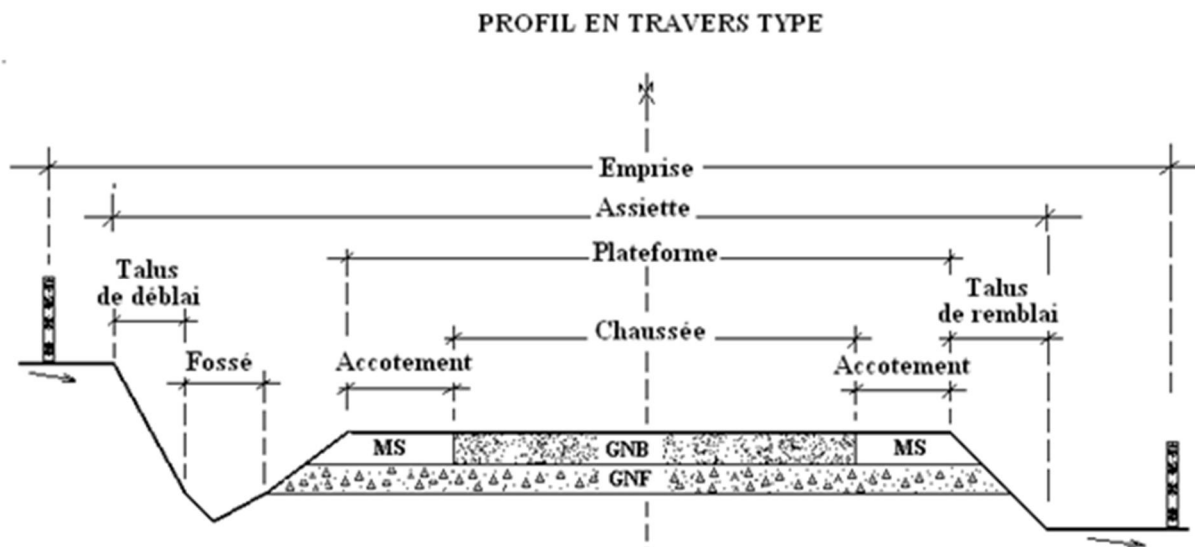 PROFIL EN TRAVERS TYPE
Emprise
Assiette
Plateforme
Talus
de déblai
Talus
de remblai
Chaussée
Fossé
Accotement
Accotement
MS
GNB
MS
GNF